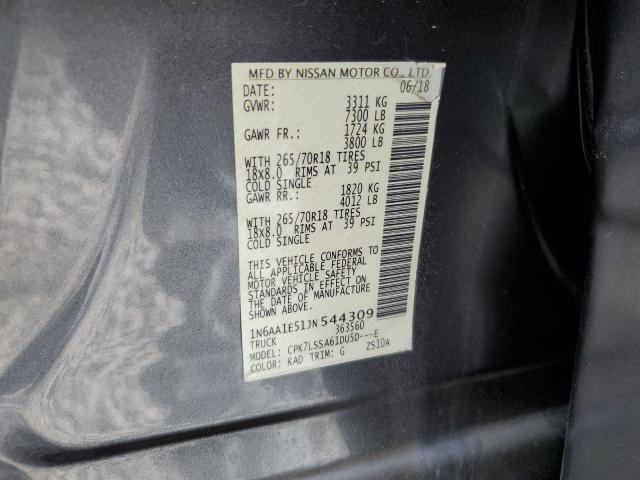 MFD BY NISSAN MOTOR CO., LTD.
DATE: 06/18
GVWR: 3311 KG
7300 LB
GAWR FR.: 1724 KG
3800 LB
WITH 265/70R18 TIRES
18x8.0 RIMS AT 39 PSI
COLD SINGLE
GAWR RR.: 1820 KG
4012 LB
WITH 265/70R18 TIRES
18x8.0 RIMS AT 39 PSI
COLD SINGLE
THIS VEHICLE CONFORMS TO
ALL APPLICABLE FEDERAL
MOTOR VEHICLE SAFETY
STANDARDS IN EFFECT ON
THE DATE OF MANUFACTURE
1N6AA1E51JN544309
TRUCK 363560
MODEL: CPK7LSSA61DU5D---E
COLOR: KAD TRIM: G ZS10A